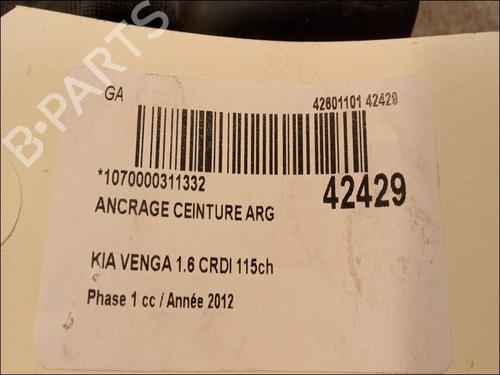 GA 42601101 42429
*1070000311332 42429
ANCRAGE CEINTURE ARG
KIA VENGA 1.6 CRDI 115ch
Phase 1 cc / Année 2012
B-PARTS